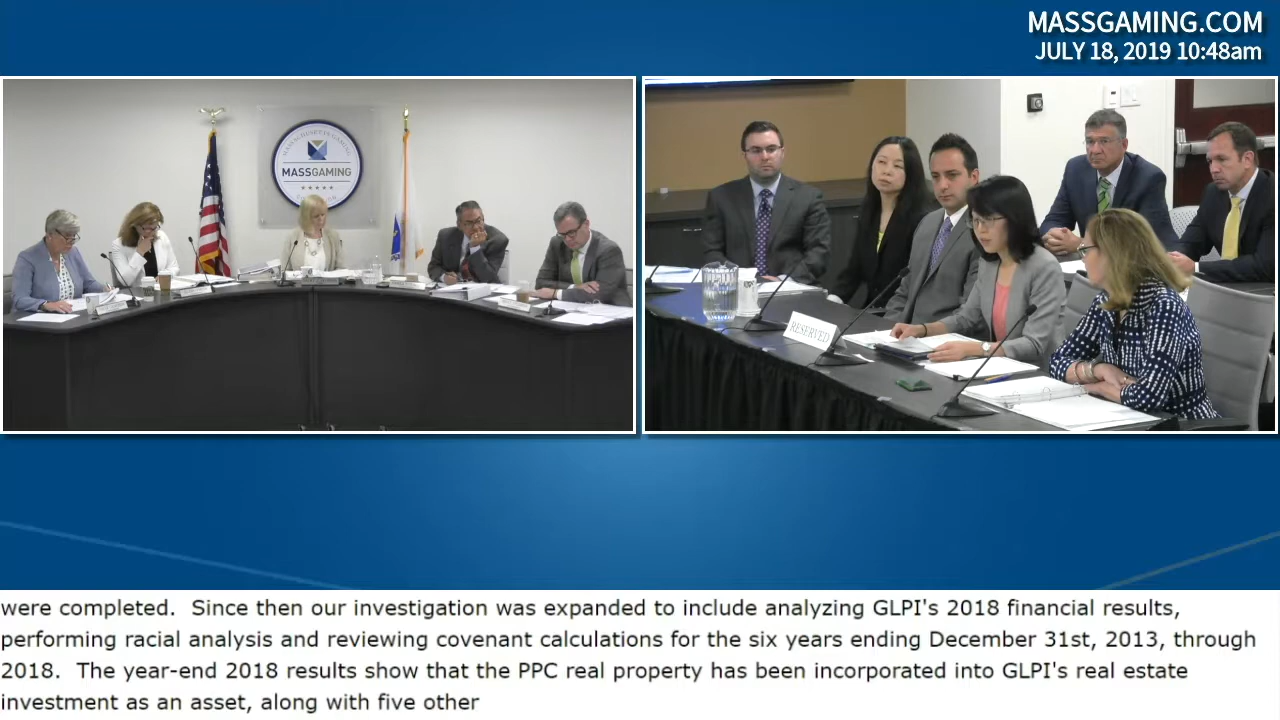 MASSGAMING.COM
JULY 18, 2019 10:48am
MASSGAMING
RESERVED
were completed.  Since then our investigation was expanded to include analyzing GLPI's 2018 financial results,
performing racial analysis and reviewing covenant calculations for the six years ending December 31st, 2013, through
2018.  The year-end 2018 results show that the PPC real property has been incorporated into GLPI's real estate
investment as an asset, along with five other